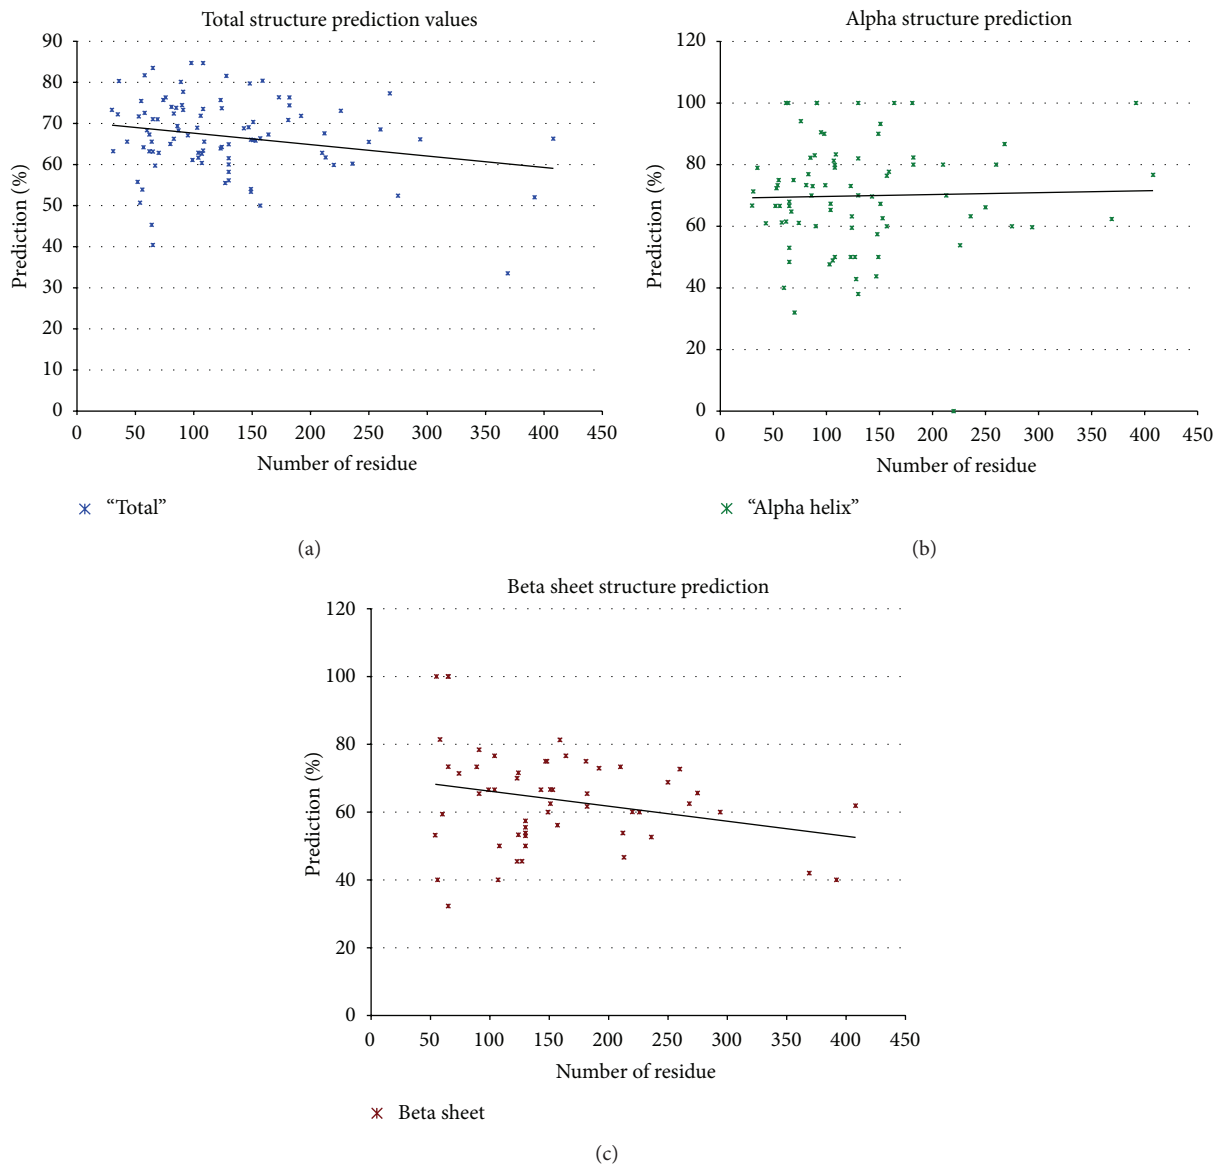 Total structure prediction values
90
80
70
60
50
40
30
20
10
0
Prediction (%)
0 50 100 150 200 250 300 350 400 450
Number of residue
“Total”
(a)
Alpha structure prediction
120
100
80
60
40
20
0
Prediction (%)
0 50 100 150 200 250 300 350 400 450
Number of residue
“Alpha helix”
(b)
Beta sheet structure prediction
120
100
80
60
40
20
0
Prediction (%)
0 50 100 150 200 250 300 350 400 450
Number of residue
Beta sheet
(c)